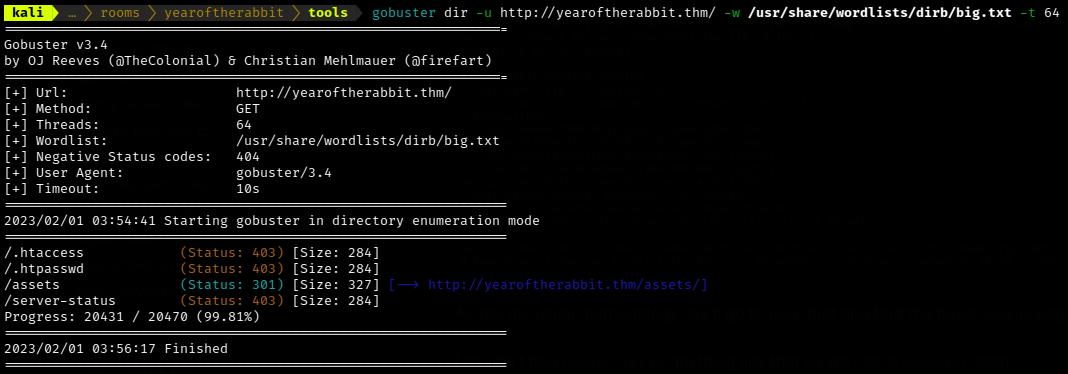 kali … rooms yearoftherabbit tools gobuster dir -u http://yearoftherabbit.thm/ -w /usr/share/wordlists/dirb/big.txt -t 64
===============================================================
Gobuster v3.4
by OJ Reeves (@TheColonial) & Christian Mehlmauer (@firefart)
===============================================================
[+] Url: http://yearoftherabbit.thm/
[+] Method: GET
[+] Threads: 64
[+] Wordlist: /usr/share/wordlists/dirb/big.txt
[+] Negative Status codes: 404
[+] User Agent: gobuster/3.4
[+] Timeout: 10s
===============================================================
2023/02/01 03:54:41 Starting gobuster in directory enumeration mode
===============================================================
/.htaccess (Status: 403) [Size: 284]
/.htpasswd (Status: 403) [Size: 284]
/assets (Status: 301) [Size: 327] [--> http://yearoftherabbit.thm/assets/]
/server-status (Status: 403) [Size: 284]
Progress: 20431 / 20470 (99.81%)
===============================================================
2023/02/01 03:56:17 Finished
===============================================================